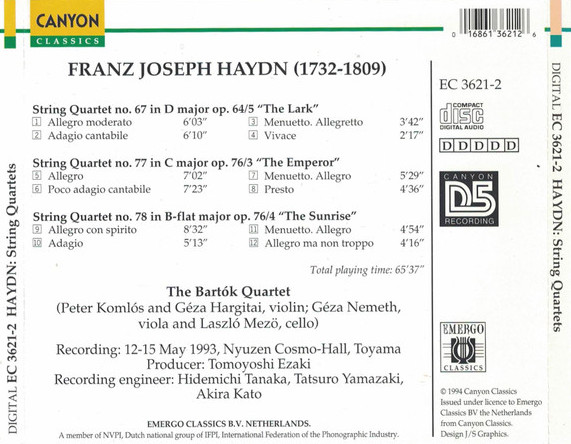 CANYON
CLASSICS
0 16861 36212 6
FRANZ JOSEPH HAYDN (1732-1809)
String Quartet no. 67 in D major op. 64/5 “The Lark”
1 Allegro moderato 6’03” 3 Menuetto. Allegretto 3’42”
2 Adagio cantabile 6’10” 4 Vivace 2’17”
String Quartet no. 77 in C major op. 76/3 “The Emperor”
5 Allegro 7’02” 7 Menuetto. Allegro 5’29”
6 Poco adagio cantabile 7’23” 8 Presto 4’36”
String Quartet no. 78 in B-flat major op. 76/4 “The Sunrise”
9 Allegro con spirito 8’32” 11 Menuetto. Allegro 4’54”
10 Adagio 5’13” 12 Allegro ma non troppo 4’16”
Total playing time: 65’37”
The Bartók Quartet
(Peter Komlós and Géza Hargitai, violin; Géza Nemeth,
viola and Laszló Mezö, cello)
Recording: 12-15 May 1993, Nyuzen Cosmo-Hall, Toyama
Producer: Tomoyoshi Ezaki
Recording engineer: Hidemichi Tanaka, Tatsuro Yamazaki,
Akira Kato
EMERGO CLASSICS B.V. NETHERLANDS.
A member of NVPI, Dutch national group of IFPI, International Federation of the Phonographic Industry.
EC 3621-2
COMPACT
disc
DIGITAL AUDIO
DDDDD
CANYON
D5
RECORDING
EMERGO
CLASSICS
© 1994 Canyon Classics
Issued under licence to Emergo
Classics BV the Netherlands
from Canyon Classics.
Design J/S Graphics.
DIGITAL EC 3621-2 HAYDN: String Quartets
DIGITAL EC 3621-2 HAYDN: String Quartets